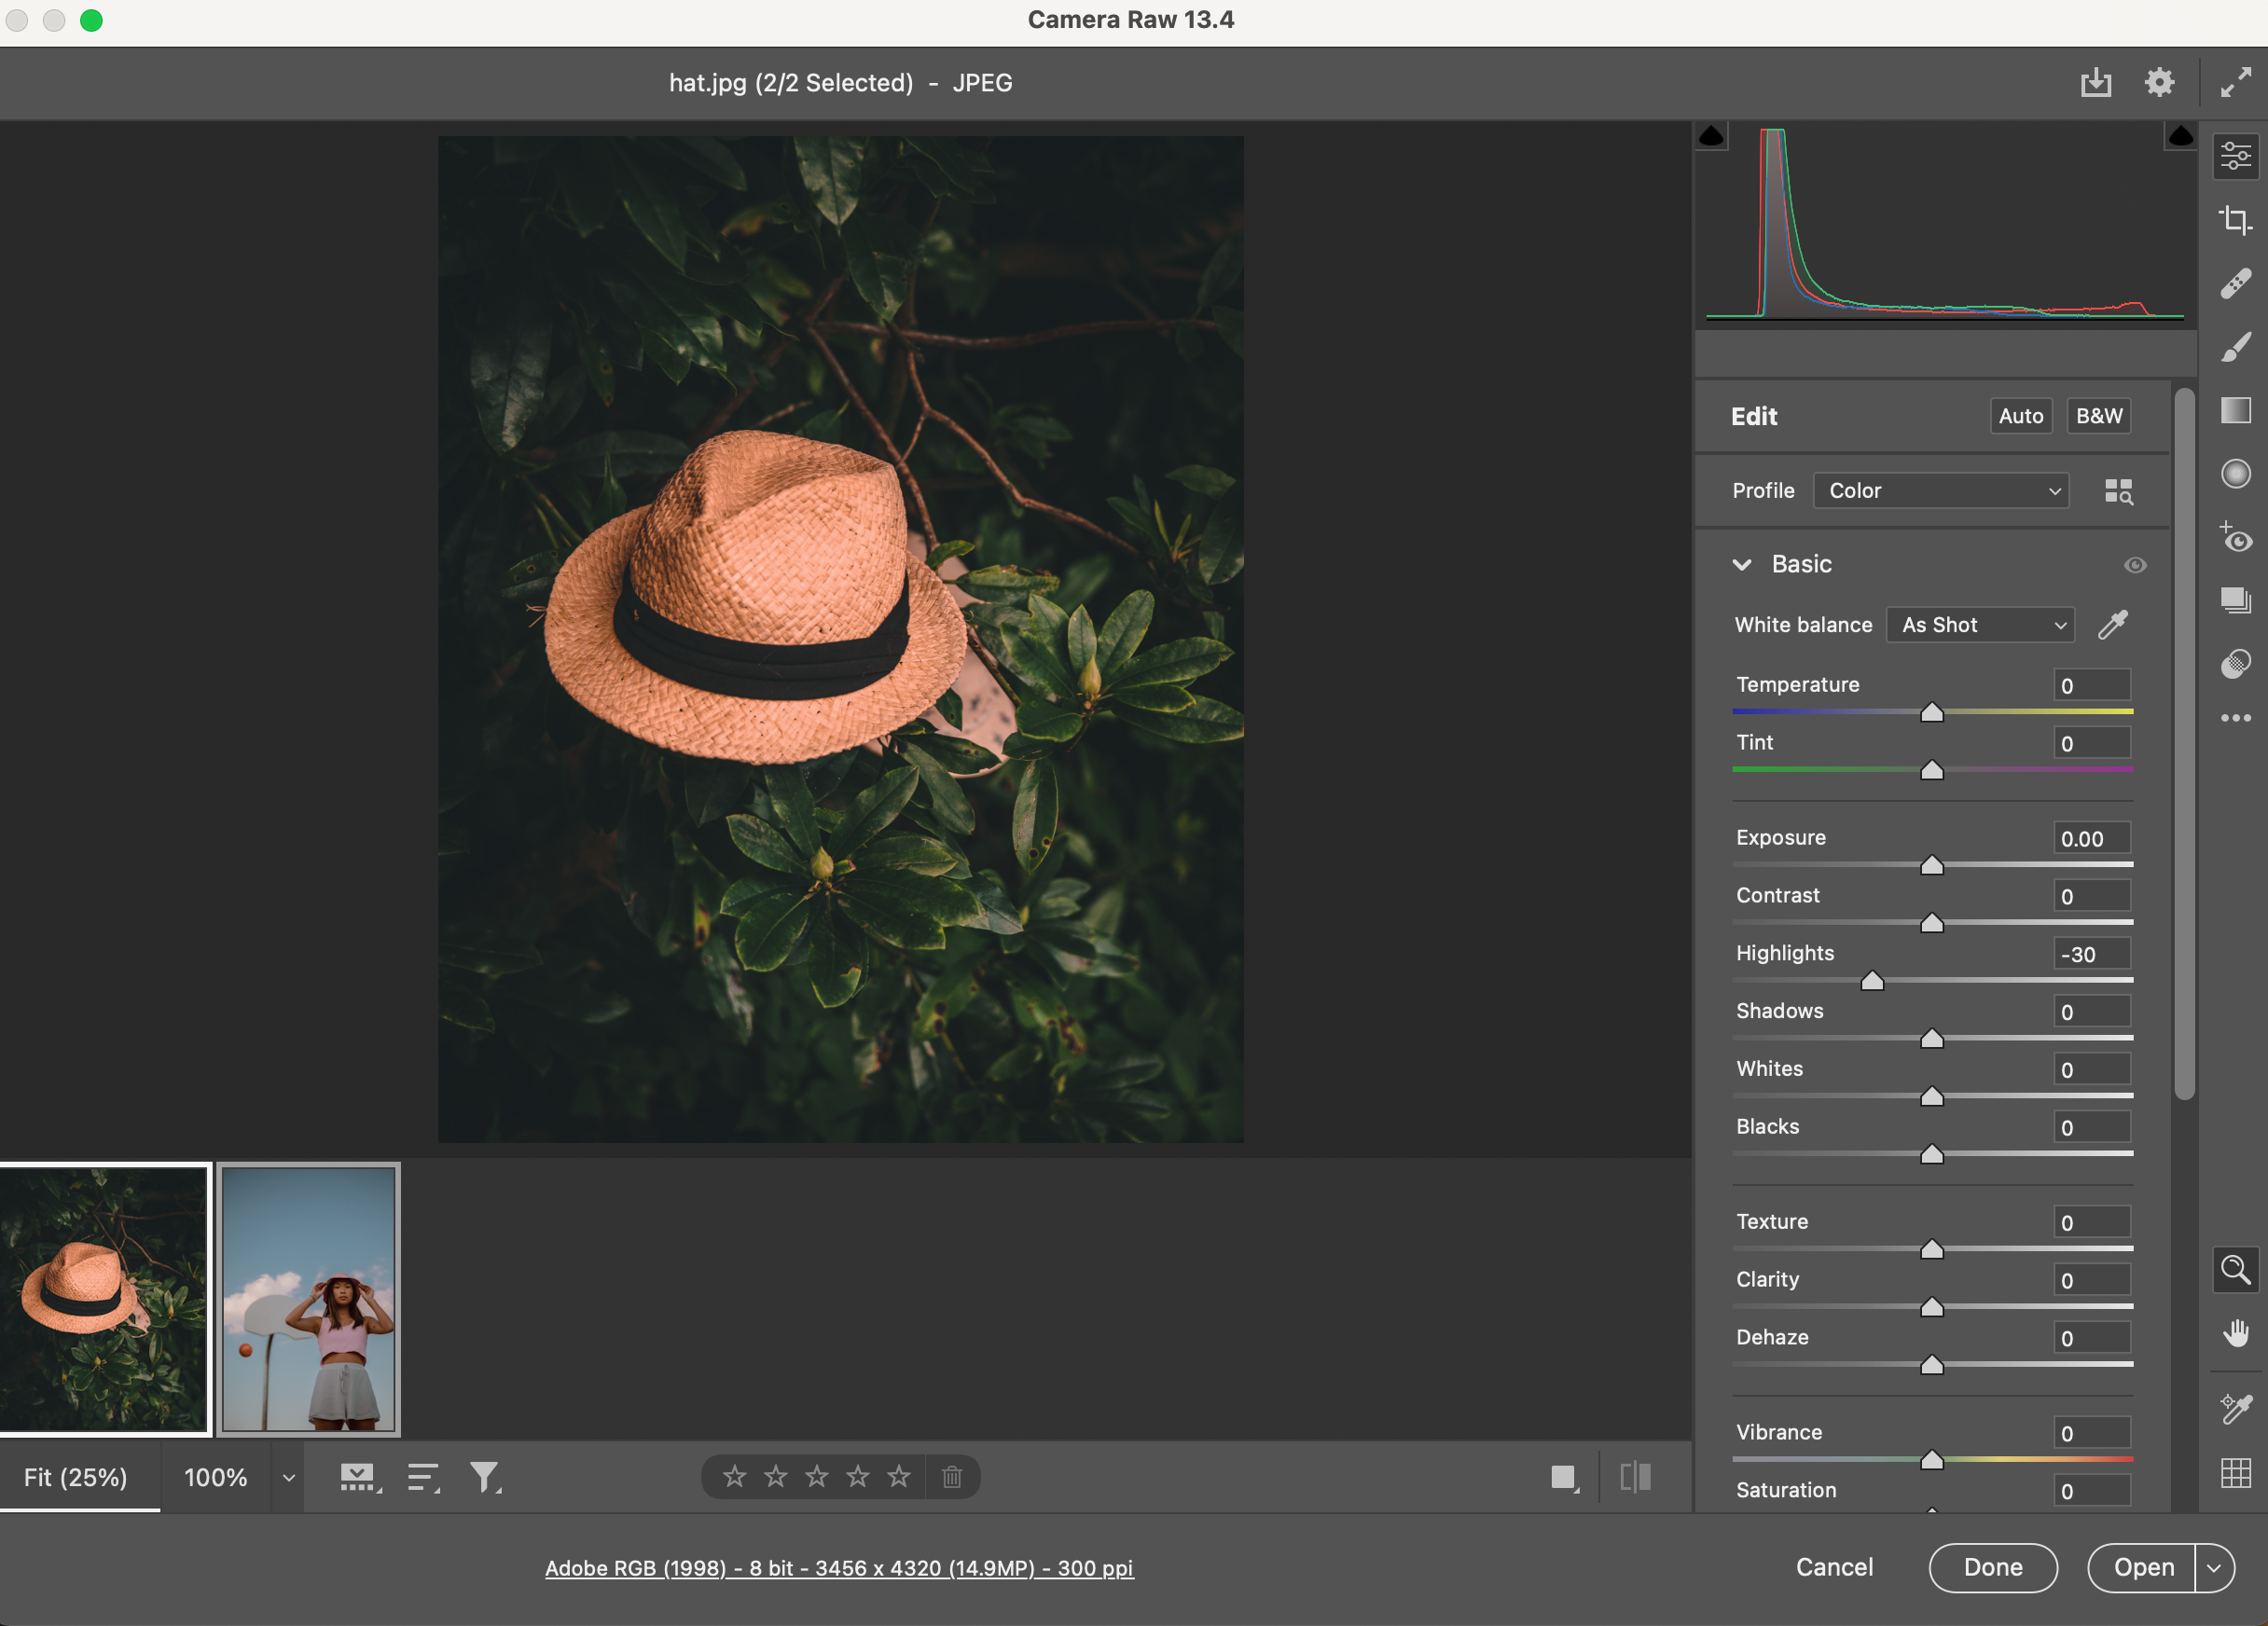 Camera Raw 13.4
hat.jpg (2/2 Selected)  -  JPEG
Edit
Auto
B&W
Profile
Color
Basic
White balance
As Shot
Temperature
0
Tint
0
Exposure
0.00
Contrast
0
Highlights
-30
Shadows
0
Whites
0
Blacks
0
Texture
0
Clarity
0
Dehaze
0
Vibrance
0
Saturation
0
Fit (25%)
100%
Adobe RGB (1998) - 8 bit - 3456 x 4320 (14.9MP) - 300 ppi
Cancel
Done
Open